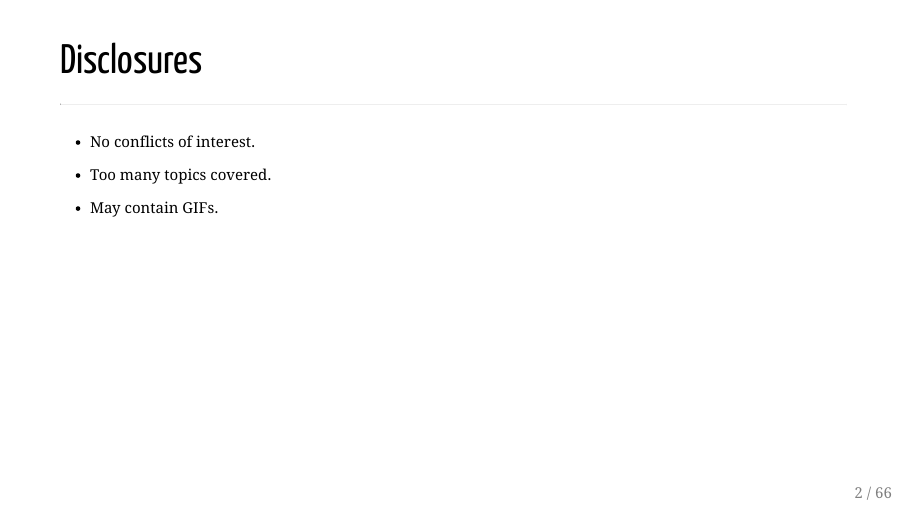 Disclosures
• No conflicts of interest.
• Too many topics covered.
• May contain GIFs.
2 / 66